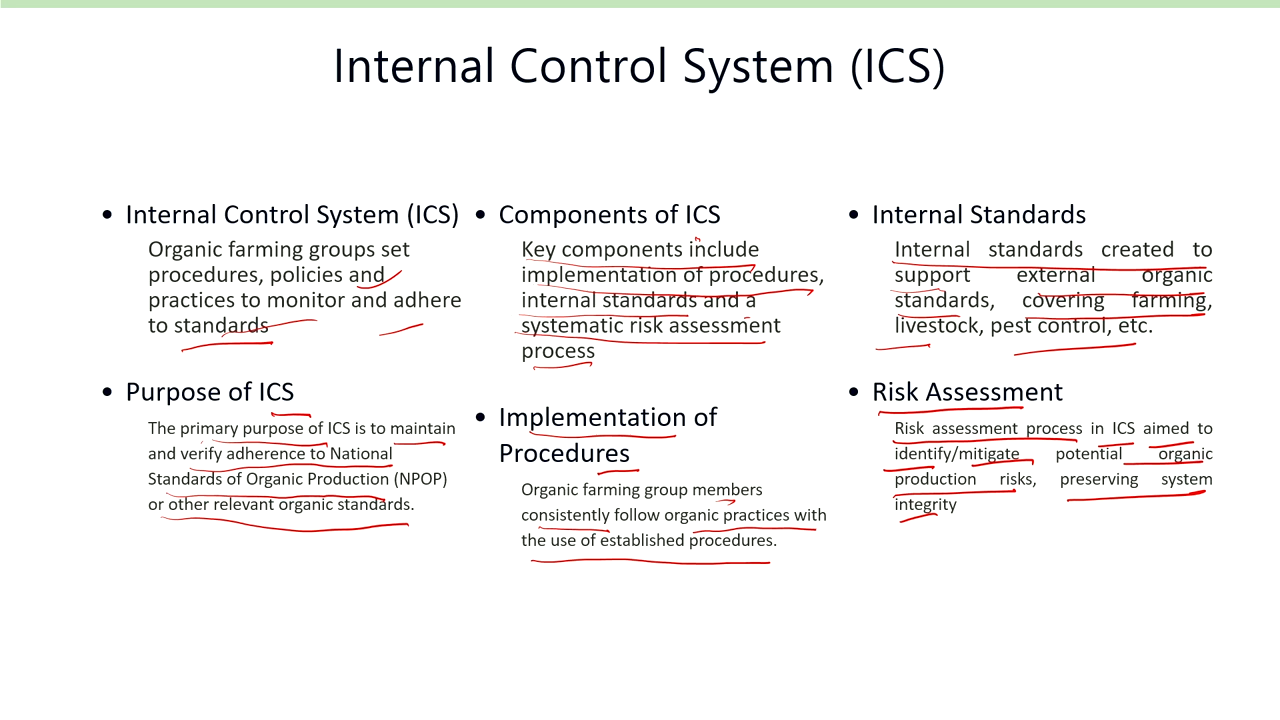 Internal Control System (ICS)
• Internal Control System (ICS)
Organic farming groups set
procedures, policies and
practices to monitor and adhere
to standards
• Purpose of ICS
The primary purpose of ICS is to maintain
and verify adherence to National
Standards of Organic Production (NPOP)
or other relevant organic standards.
• Components of ICS
Key components include
implementation of procedures,
internal standards and a
systematic risk assessment
process
• Implementation of
Procedures
Organic farming group members
consistently follow organic practices with
the use of established procedures.
• Internal Standards
Internal standards created to
support external organic
standards, covering farming,
livestock, pest control, etc.
• Risk Assessment
Risk assessment process in ICS aimed to
identify/mitigate potential organic
production risks, preserving system
integrity